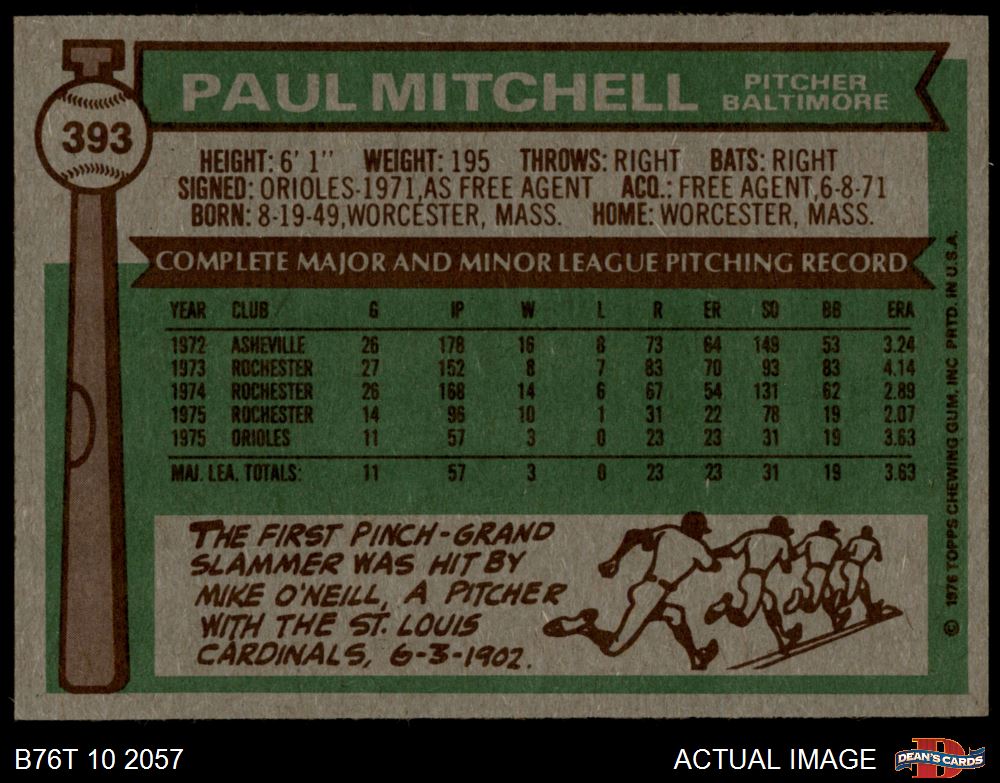 PAUL MITCHELL PITCHER
BALTIMORE
393
HEIGHT: 6' 1" WEIGHT: 195 THROWS: RIGHT BATS: RIGHT
SIGNED: ORIOLES-1971, AS FREE AGENT ACQ.: FREE AGENT, 6-8-71
BORN: 8-19-49, WORCESTER, MASS. HOME: WORCESTER, MASS.
COMPLETE MAJOR AND MINOR LEAGUE PITCHING RECORD
YEAR CLUB G IP W L R ER SO BB ERA
1972 ASHEVILLE 26 178 16 8 73 64 149 53 3.24
1973 ROCHESTER 27 152 8 7 83 70 93 83 4.14
1974 ROCHESTER 26 168 14 6 67 54 131 62 2.89
1975 ROCHESTER 14 96 10 1 31 22 78 19 2.07
1975 ORIOLES 11 57 3 0 23 23 31 19 3.63
MAJ. LEA. TOTALS: 11 57 3 0 23 23 31 19 3.63
THE FIRST PINCH-GRAND
SLAMMER WAS HIT BY
MIKE O'NEILL, A PITCHER
WITH THE ST. LOUIS
CARDINALS, 6-3-1902.
© 1976 TOPPS CHEWING GUM, INC PRTD. IN U.S.A.
B76T 10 2057 ACTUAL IMAGE DEAN'S CARDS